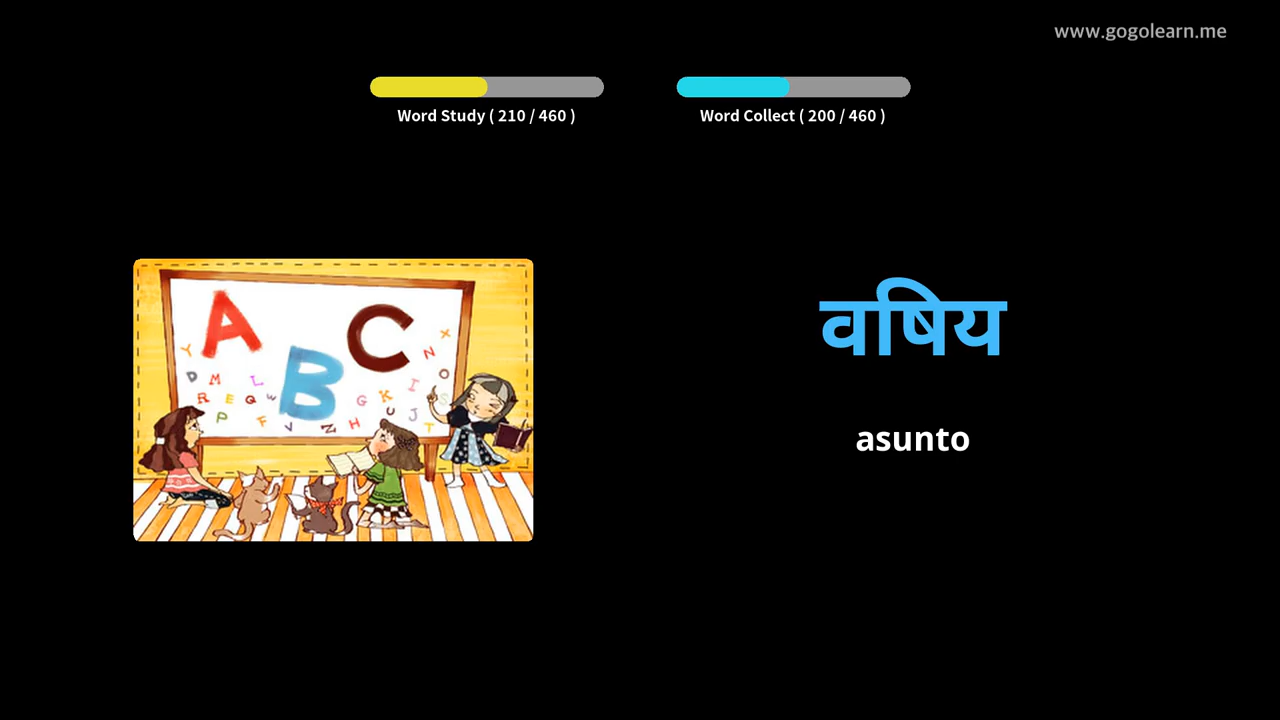 www.gogolearn.me
Word Study ( 210 / 460 )
Word Collect ( 200 / 460 )
A B C
X
Y N
D M L I O
R E Q W G K S
P F V Z H U J T
वषिय
asunto